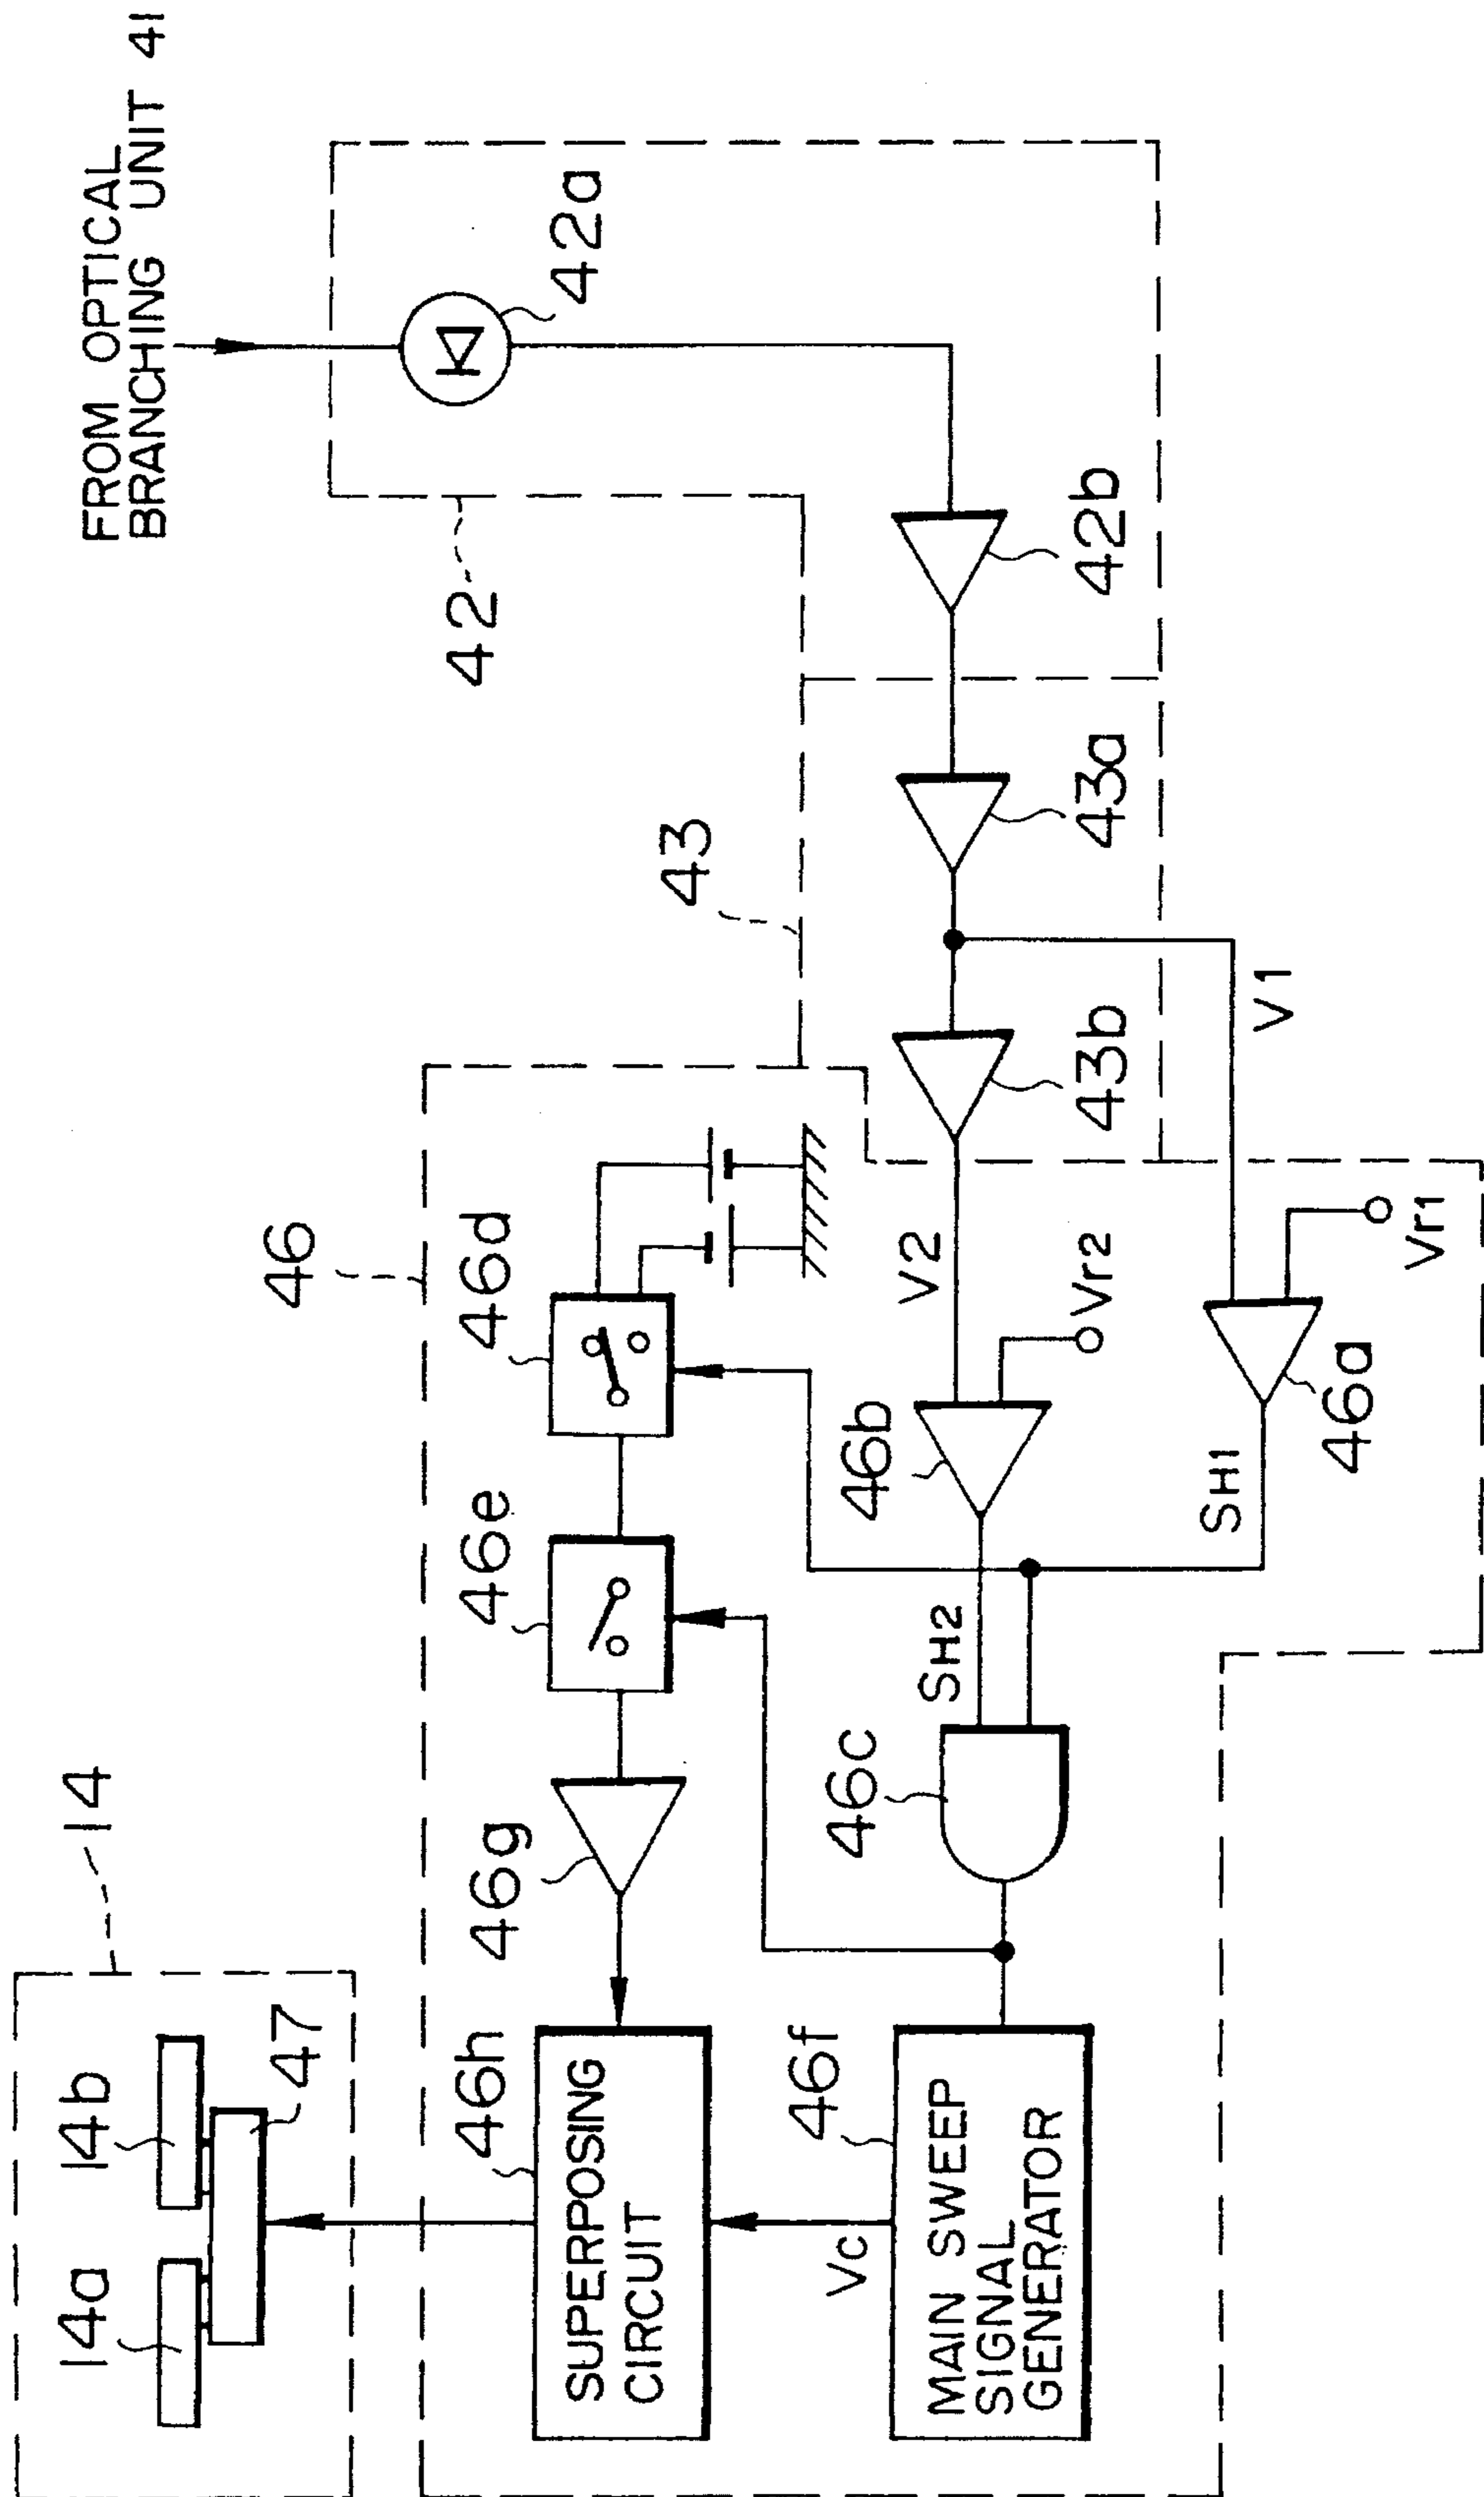 FROM OPTICAL
BRANCHING UNIT 41
42a
42
42b
43a
43
43b
V1
46
46d
V2
Vr2
Vr1
46b
46a
46e
SH1
SH2
46c
46g
14
14b
47
46h
46f
14a
SUPERPOSING
CIRCUIT
Vc
MAIN SWEEP
SIGNAL
GENERATOR